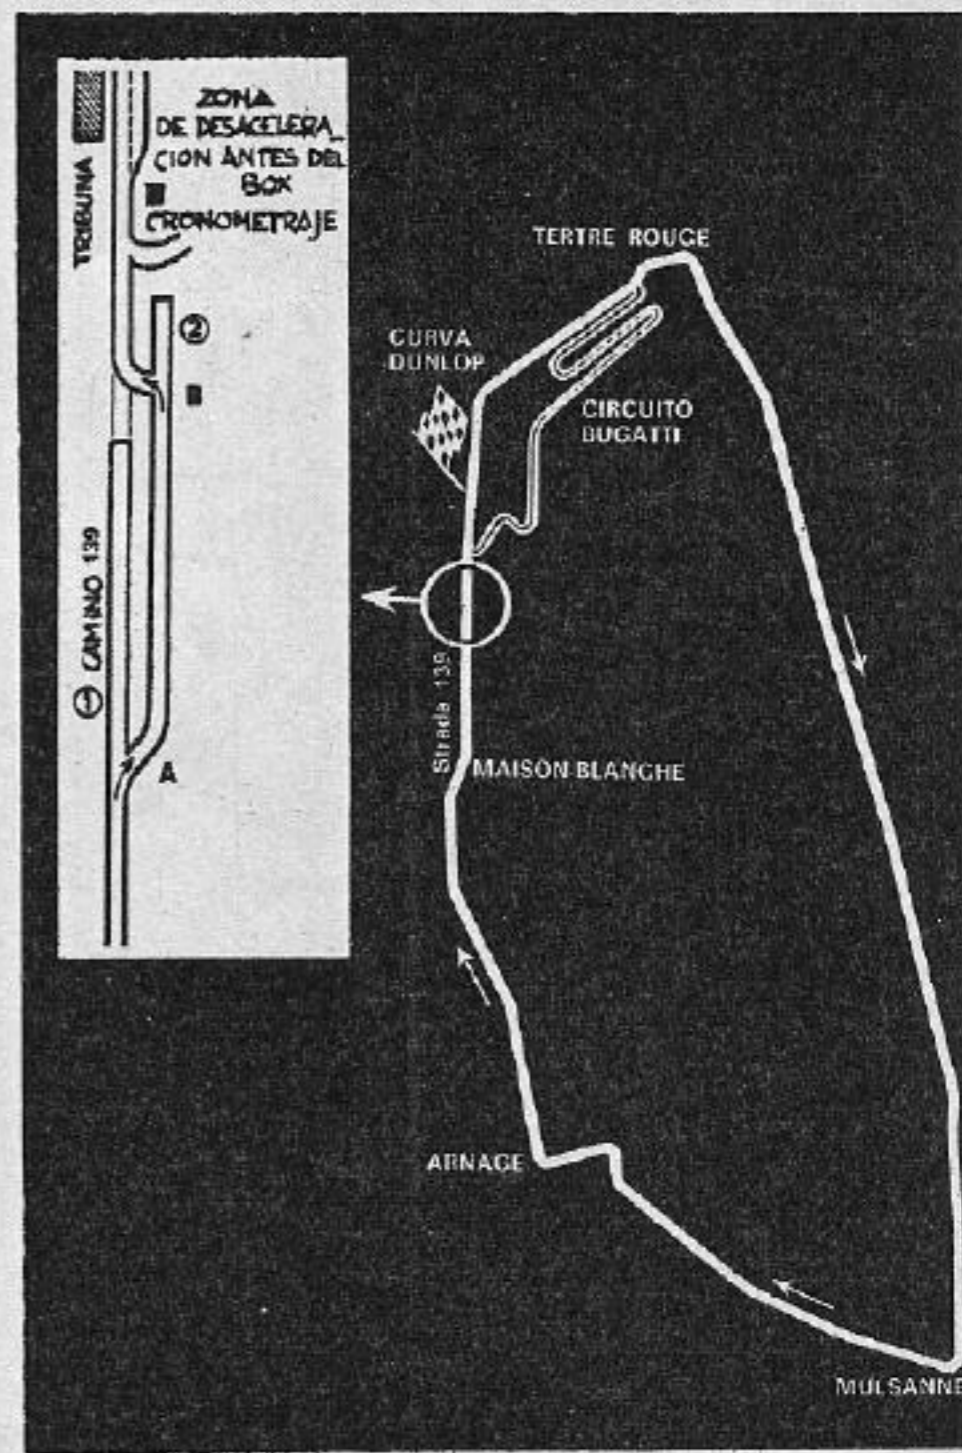 ZONA
DE DESACELERA_
CION ANTES DEL
BOX
CRONOMETRAJE
TRIBUNA
2
B
1 CAMINO 139
A
TERTRE ROUGE
CURVA
DUNLOP
CIRCUITO
BUGATTI
Strada 139
MAISON BLANCHE
ARNAGE
MULSANNE